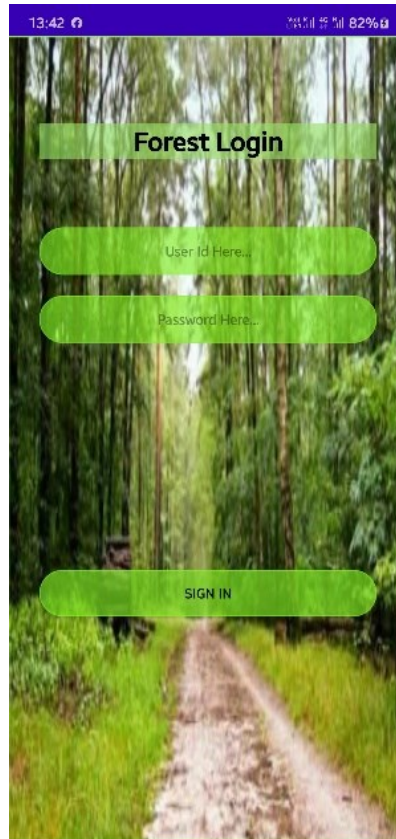 13:42
82%
Forest Login
User Id Here...
Password Here...
SIGN IN